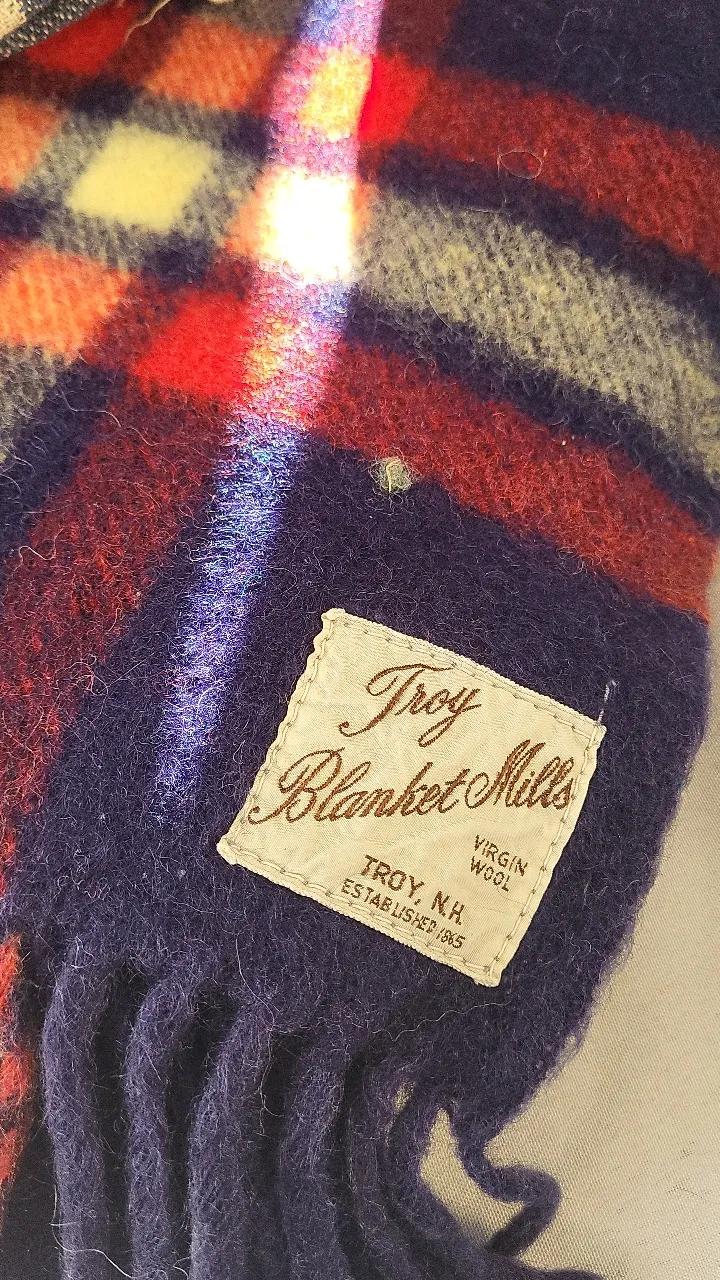 Troy
Blanket Mills
VIRGIN
WOOL
TROY, N.H.
ESTABLISHED 1865